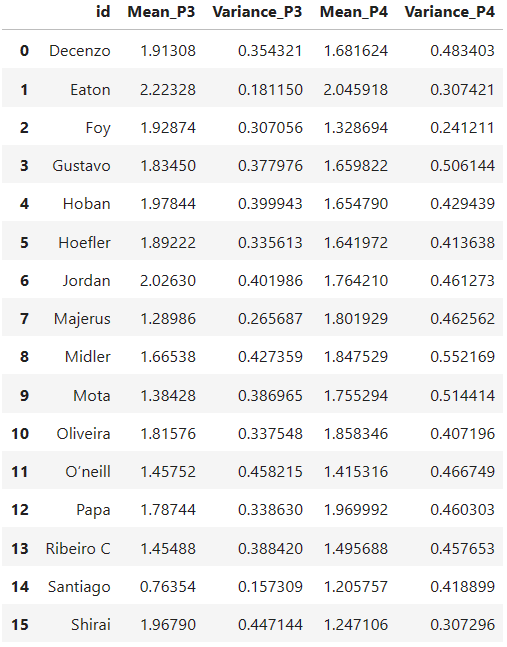 id Mean_P3 Variance_P3 Mean_P4 Variance_P4
0 Decenzo 1.91308 0.354321 1.681624 0.483403
1 Eaton 2.22328 0.181150 2.045918 0.307421
2 Foy 1.92874 0.307056 1.328694 0.241211
3 Gustavo 1.83450 0.377976 1.659822 0.506144
4 Hoban 1.97844 0.399943 1.654790 0.429439
5 Hoefler 1.89222 0.335613 1.641972 0.413638
6 Jordan 2.02630 0.401986 1.764210 0.461273
7 Majerus 1.28986 0.265687 1.801929 0.462562
8 Midler 1.66538 0.427359 1.847529 0.552169
9 Mota 1.38428 0.386965 1.755294 0.514414
10 Oliveira 1.81576 0.337548 1.858346 0.407196
11 O’neill 1.45752 0.458215 1.415316 0.466749
12 Papa 1.78744 0.338630 1.969992 0.460303
13 Ribeiro C 1.45488 0.388420 1.495688 0.457653
14 Santiago 0.76354 0.157309 1.205757 0.418899
15 Shirai 1.96790 0.447144 1.247106 0.307296